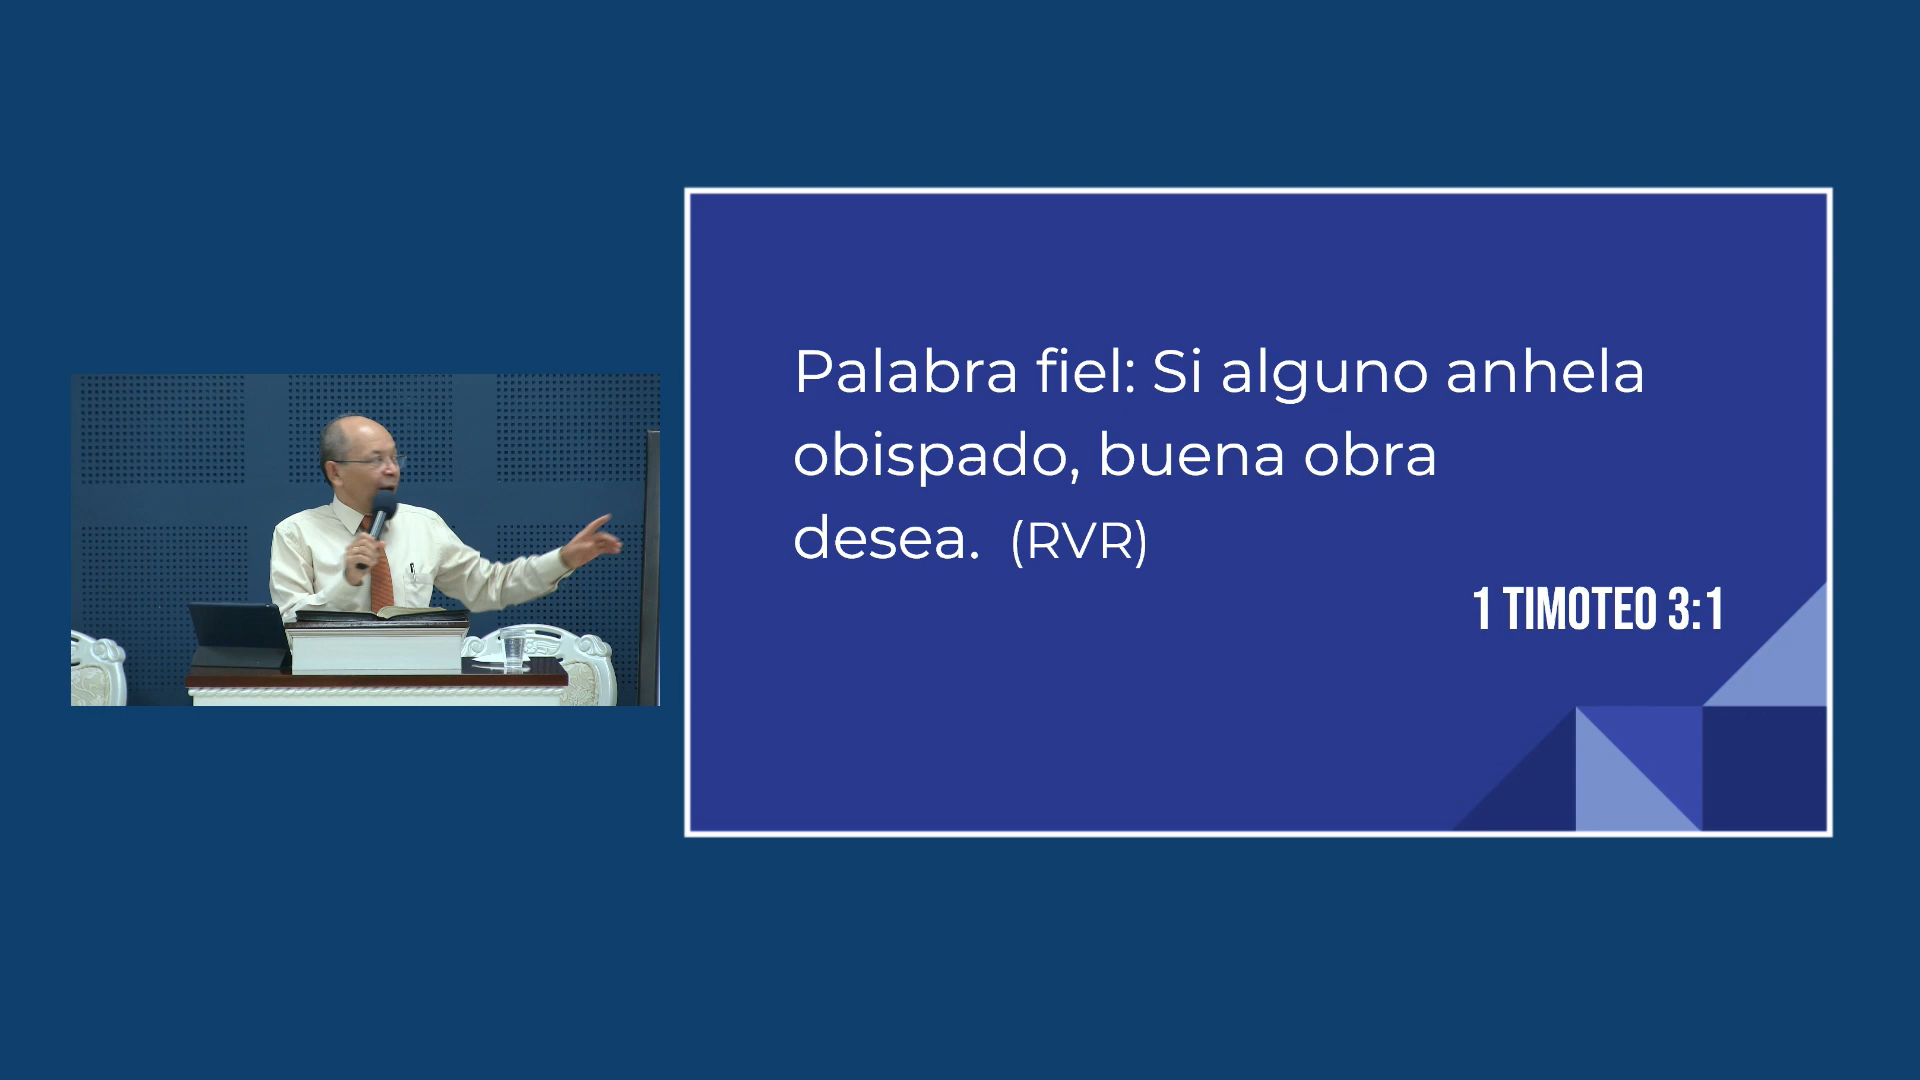 Palabra fiel: Si alguno anhela
obispado, buena obra
desea. (RVR)
1 TIMOTEO 3:1